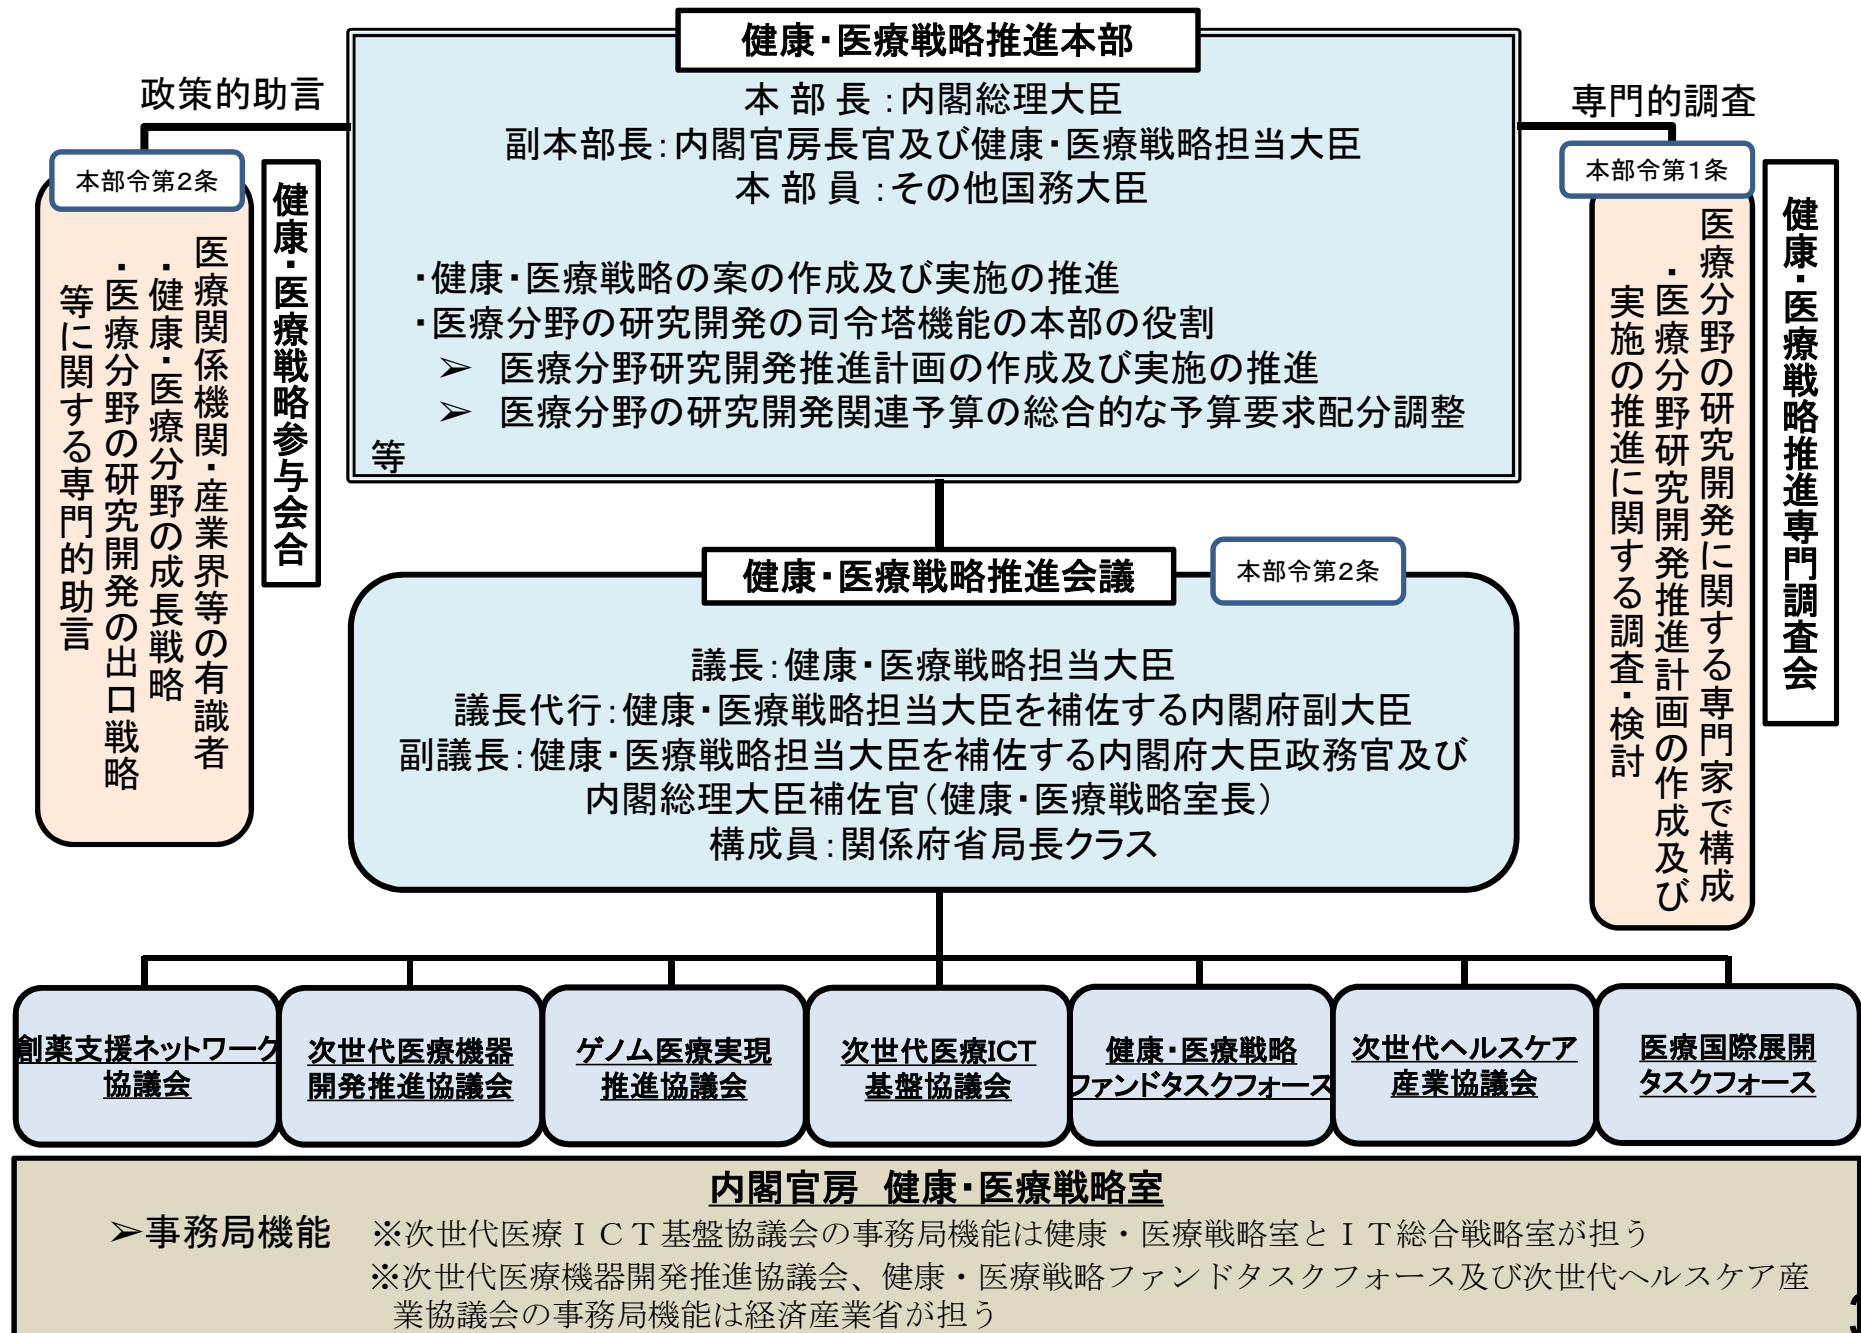 健康・医療戦略推進本部
本 部 長 ：内閣総理大臣
副本部長：内閣官房長官及び健康・医療戦略担当大臣
本 部 員 ：その他国務大臣
・健康・医療戦略の案の作成及び実施の推進
・医療分野の研究開発の司令塔機能の本部の役割
➢ 医療分野研究開発推進計画の作成及び実施の推進
➢ 医療分野の研究開発関連予算の総合的な予算要求配分調整
等
政策的助言
本部令第2条
健康・医療戦略参与会合
医療関係機関・産業界等の有識者
・健康・医療分野の成長戦略
・医療分野の研究開発の出口戦略
等に関する専門的助言
専門的調査
本部令第1条
健康・医療戦略推進専門調査会
医療分野の研究開発に関する専門家で構成
・医療分野研究開発推進計画の作成及び
実施の推進に関する調査・検討
健康・医療戦略推進会議
本部令第2条
議長：健康・医療戦略担当大臣
議長代行：健康・医療戦略担当大臣を補佐する内閣府副大臣
副議長：健康・医療戦略担当大臣を補佐する内閣府大臣政務官及び
内閣総理大臣補佐官（健康・医療戦略室長）
構成員：関係府省局長クラス
創薬支援ネットワーク
協議会
次世代医療機器
開発推進協議会
ゲノム医療実現
推進協議会
次世代医療ICT
基盤協議会
健康・医療戦略
ファンドタスクフォース
次世代ヘルスケア
産業協議会
医療国際展開
タスクフォース
内閣官房 健康・医療戦略室
➢事務局機能 ※次世代医療ＩＣＴ基盤協議会の事務局機能は健康・医療戦略室とＩＴ総合戦略室が担う
※次世代医療機器開発推進協議会、健康・医療戦略ファンドタスクフォース及び次世代ヘルスケア産
業協議会の事務局機能は経済産業省が担う